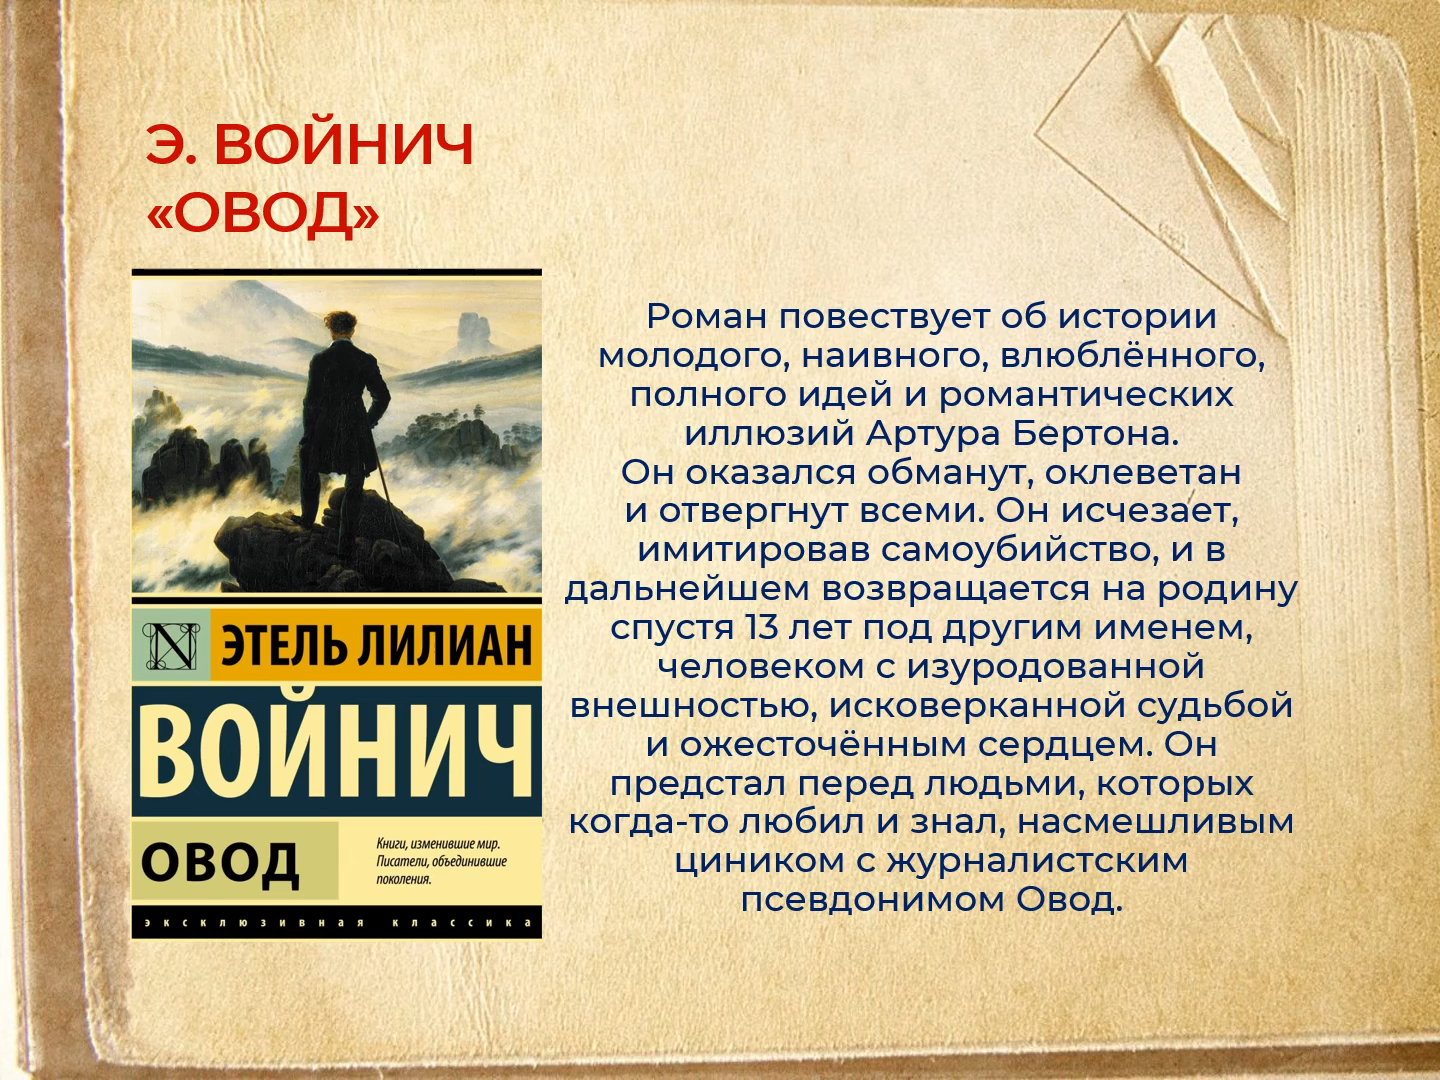 Э. ВОЙНИЧ
«ОВОД»
ЭТЕЛЬ ЛИЛИАН
ВОЙНИЧ
ОВОД
Книги, изменившие мир.
Писатели, объединившие
поколения.
эксклюзивная классика
Роман повествует об истории
молодого, наивного, влюблённого,
полного идей и романтических
иллюзий Артура Бертона.
Он оказался обманут, оклеветан
и отвергнут всеми. Он исчезает,
имитировав самоубийство, и в
дальнейшем возвращается на родину
спустя 13 лет под другим именем,
человеком с изуродованной
внешностью, исковерканной судьбой
и ожесточённым сердцем. Он
предстал перед людьми, которых
когда-то любил и знал, насмешливым
циником с журналистским
псевдонимом Овод.